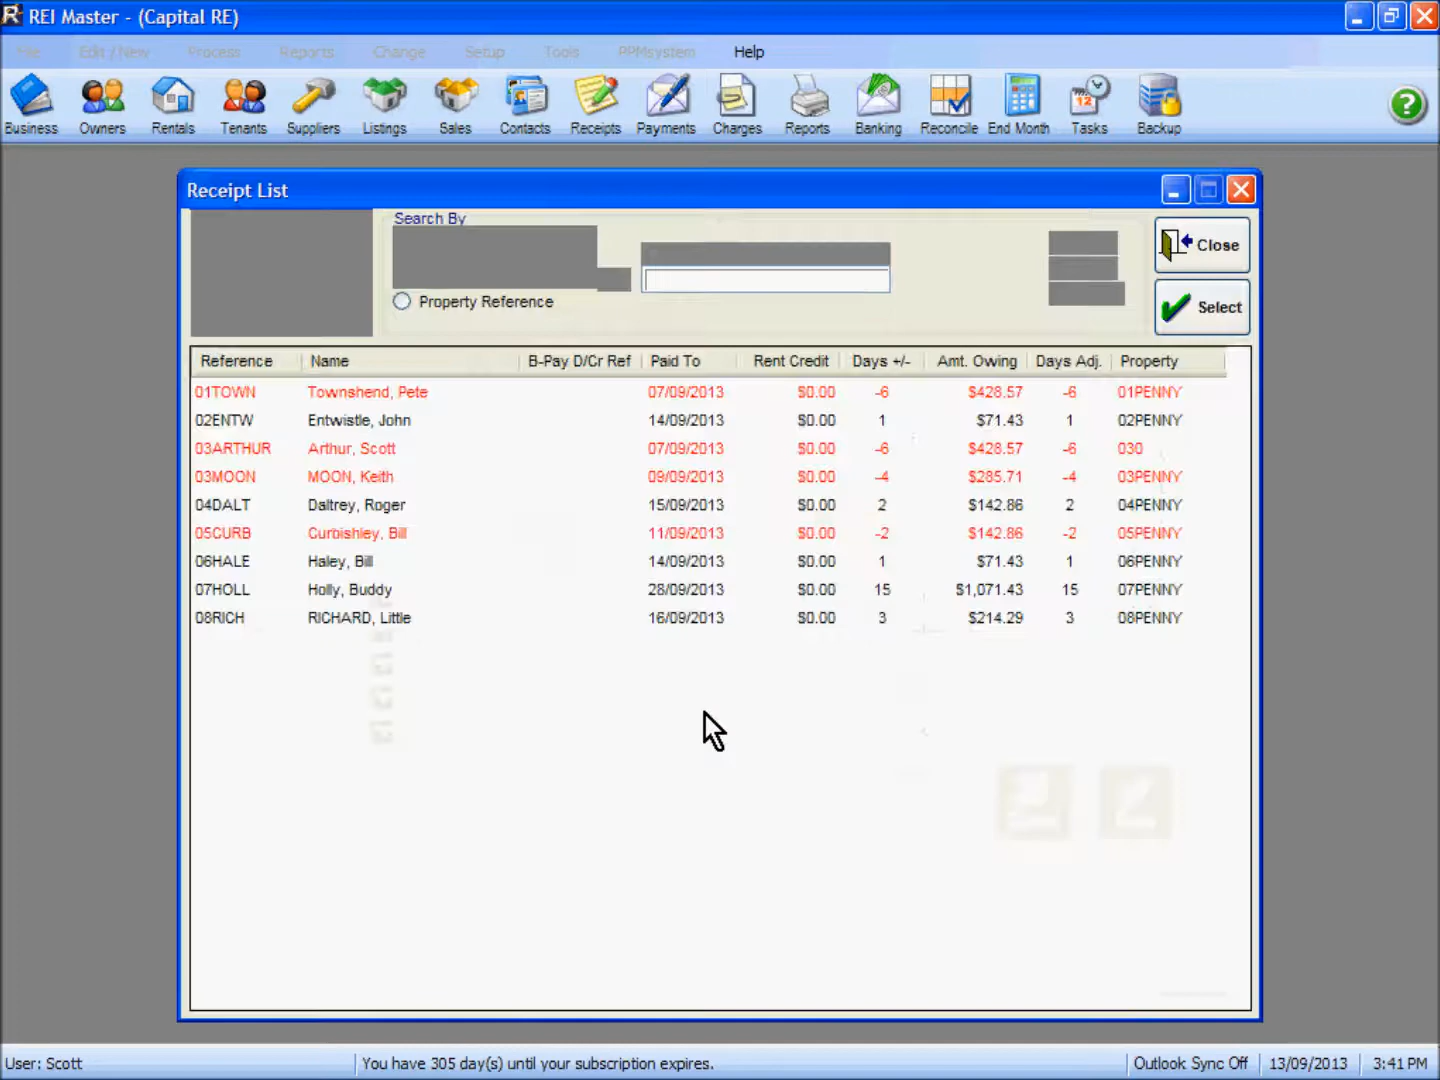 REI Master - (Capital RE)
File Edit / New Process Reports Change Setup Tools PPMsystem Help
Business Owners Rentals Tenants Suppliers Listings Sales Contacts Receipts Payments Charges Reports Banking Reconcile End Month Tasks Backup
Receipt List
Search By
Close
Property Reference
Select
Reference Name B-Pay D/Cr Ref Paid To Rent Credit Days +/- Amt. Owing Days Adj. Property
01TOWN Townshend, Pete 07/09/2013 $0.00 -6 $428.57 -6 01PENNY
02ENTW Entwistle, John 14/09/2013 $0.00 1 $71.43 1 02PENNY
03ARTHUR Arthur, Scott 07/09/2013 $0.00 -6 $428.57 -6 030
03MOON MOON, Keith 09/09/2013 $0.00 -4 $285.71 -4 03PENNY
04DALT Daltrey, Roger 15/09/2013 $0.00 2 $142.86 2 04PENNY
05CURB Curbishley, Bill 11/09/2013 $0.00 -2 $142.86 -2 05PENNY
06HALE Haley, Bill 14/09/2013 $0.00 1 $71.43 1 06PENNY
07HOLL Holly, Buddy 28/09/2013 $0.00 15 $1,071.43 15 07PENNY
08RICH RICHARD, Little 16/09/2013 $0.00 3 $214.29 3 08PENNY
User: Scott You have 305 day(s) until your subscription expires. Outlook Sync Off 13/09/2013 3:41 PM